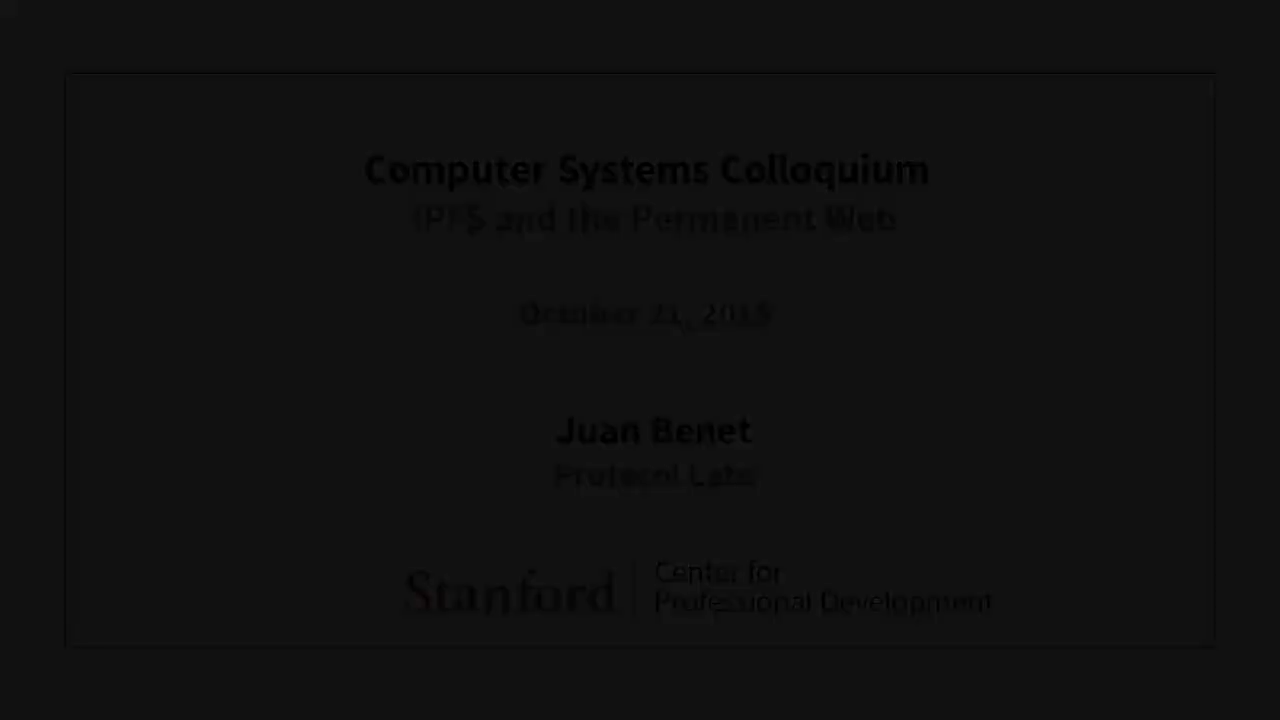 Computer Systems Colloquium
IPFS and the Permanent Web
October 21, 2015
Juan Benet
Protocol Labs
Stanford
Center for
Professional Development